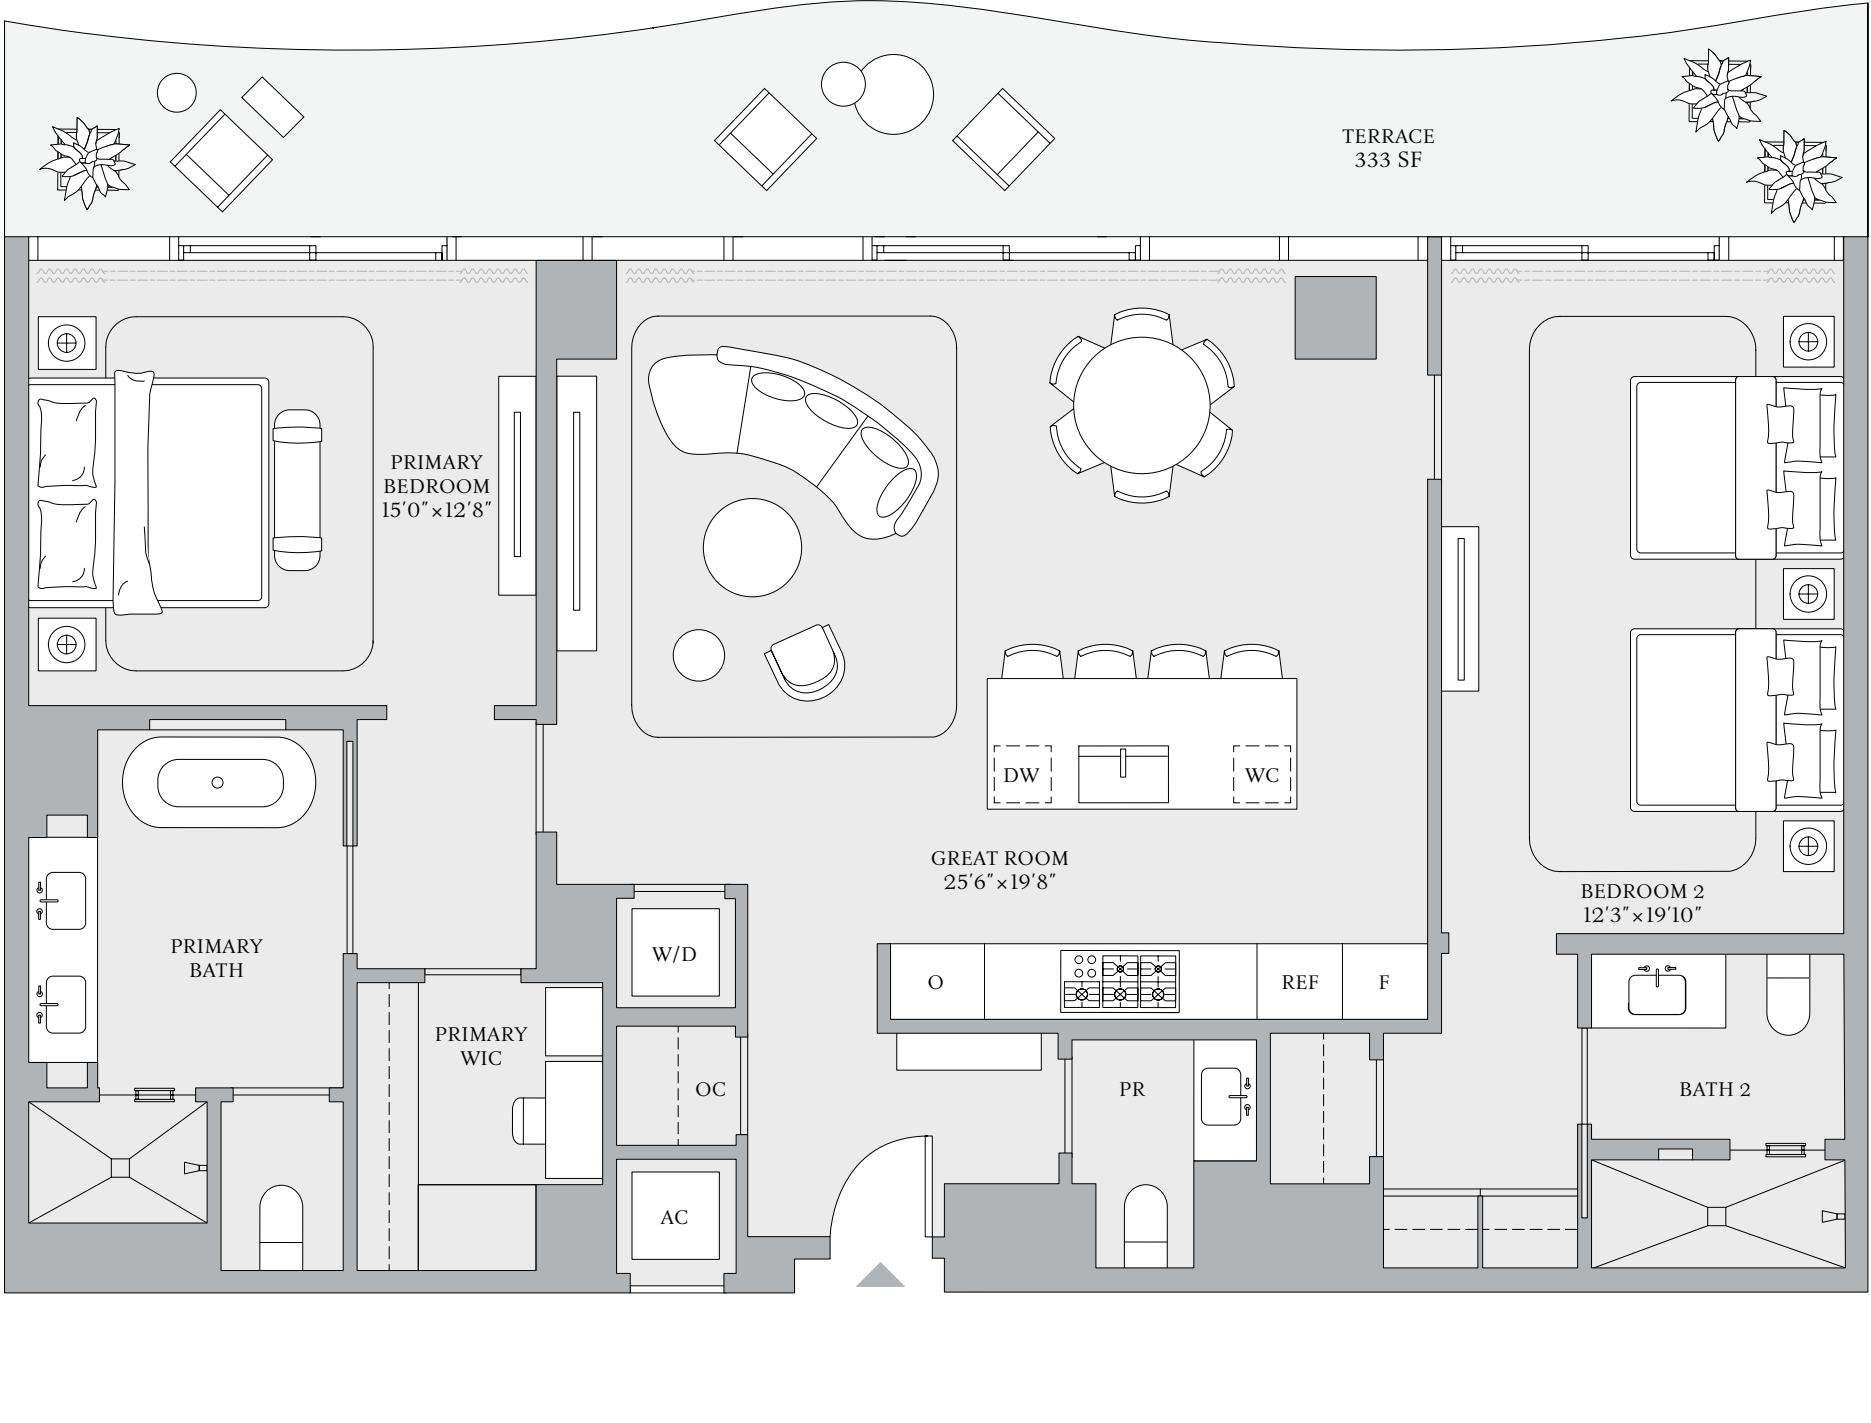 TERRACE
333 SF
PRIMARY
BEDROOM
15'0"×12'8"
DW
WC
GREAT ROOM
25'6"×19'8"
BEDROOM 2
12'3"×19'10"
PRIMARY
BATH
W/D
O
REF
F
PRIMARY
WIC
OC
PR
BATH 2
AC